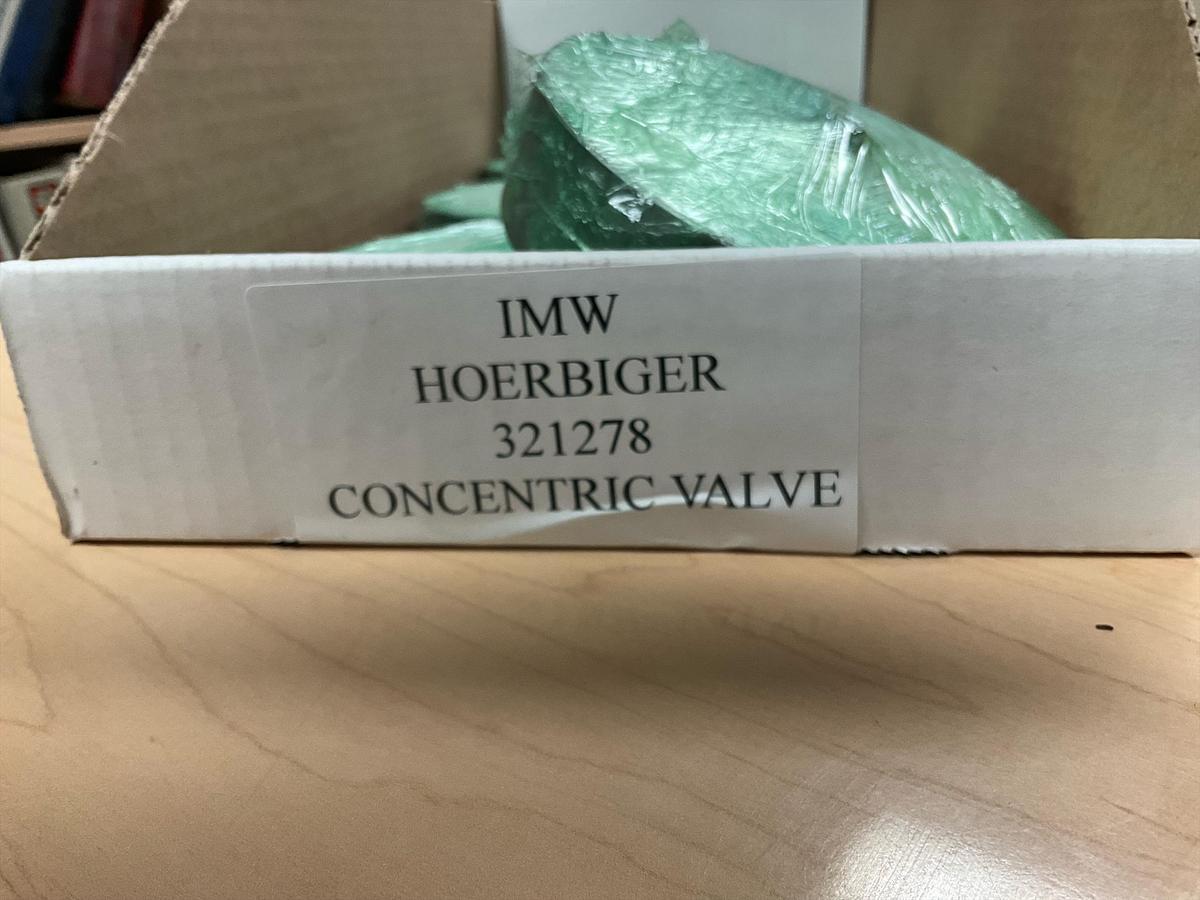 IMW
HOERBIGER
321278
CONCENTRIC VALVE